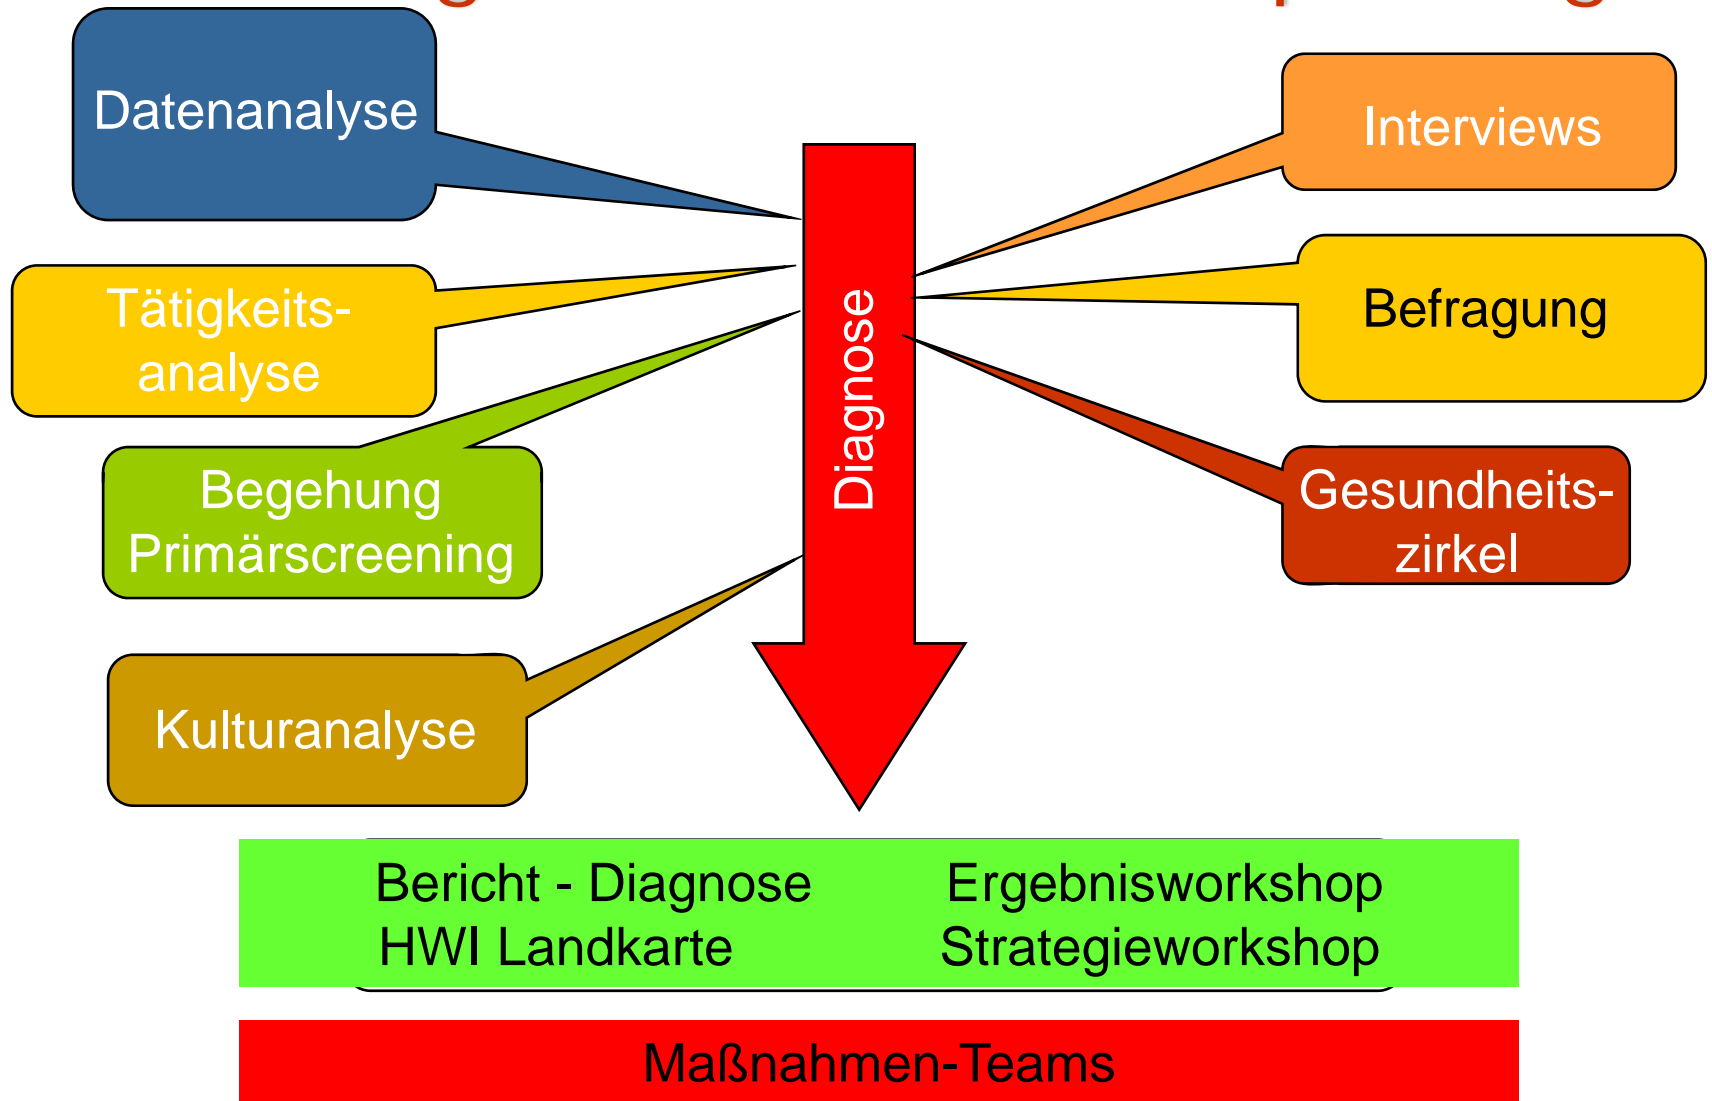 Datenanalyse
Tätigkeits-
analyse
Begehung
Primärscreening
Kulturanalyse
Diagnose
Interviews
Befragung
Gesundheits-
zirkel
Bericht - Diagnose Ergebnisworkshop
HWI Landkarte Strategieworkshop
Maßnahmen-Teams